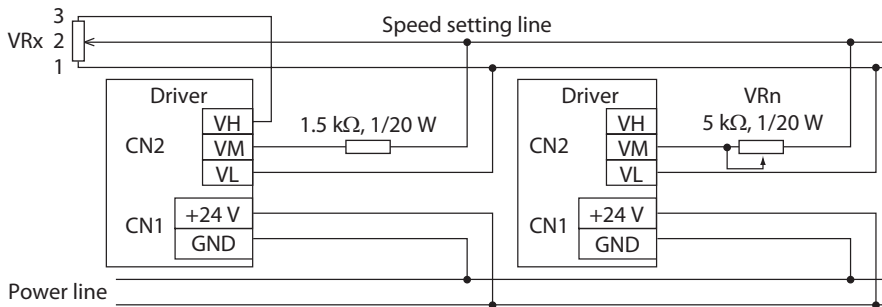 3
VRx 2
1
Speed setting line
Driver
CN2
VH
VM
VL
CN1
+24 V
GND
1.5 kΩ, 1/20 W
Driver
CN2
VH
VM
VL
CN1
+24 V
GND
VRn
5 kΩ, 1/20 W
Power line